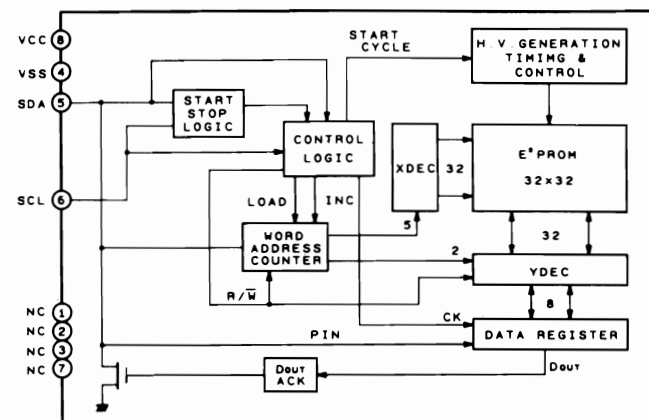 VCC 8
VSS 4
SDA 5
SCL 6
NC 1
NC 2
NC 3
NC 7
START
CYCLE
H.V. GENERATION
TIMIMG &
CONTROL
START
STOP
LOGIC
CONTROL
LOGIC
XDEC
32
E²PROM
32x32
LOAD
INC
5
WORD
ADDRESS
COUNTER
2
32
YDEC
R/W̅
8
CK
PIN
DATA REGISTER
DOUT
ACK
DOUT